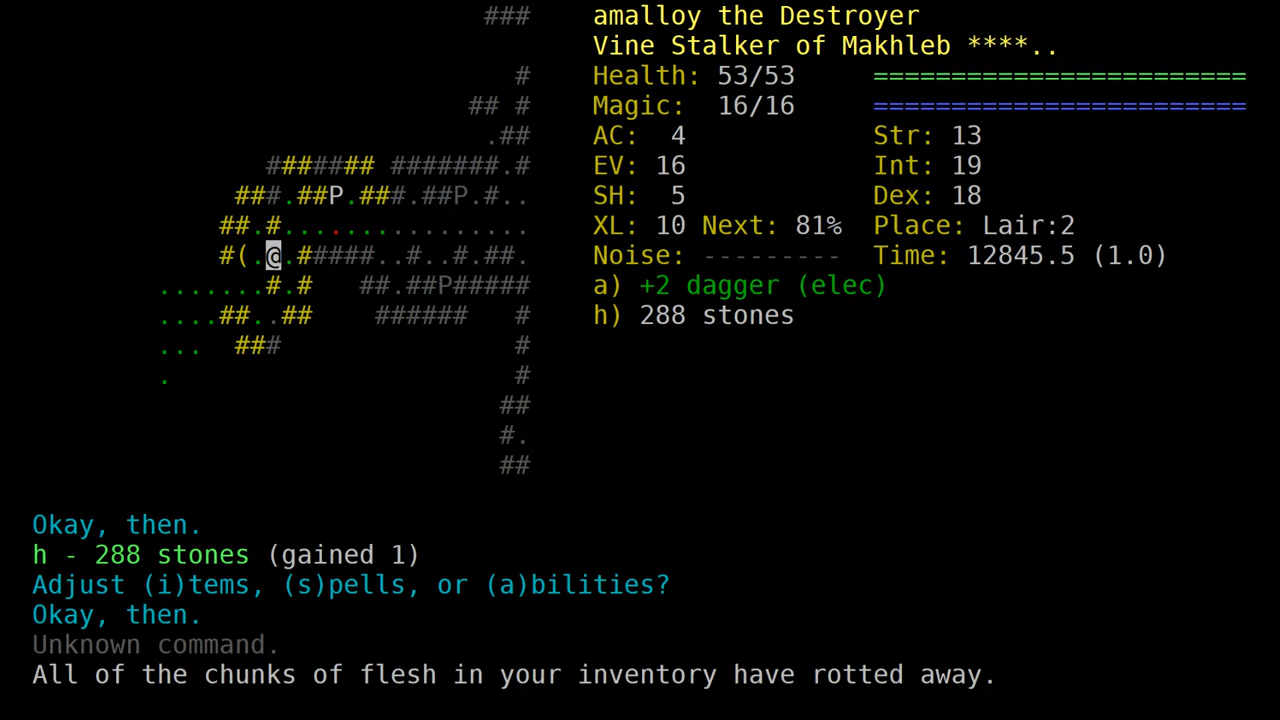 amalloy the Destroyer
Vine Stalker of Makhleb ****..
Health: 53/53 ========================
Magic: 16/16 ========================
AC: 4 Str: 13
EV: 16 Int: 19
SH: 5 Dex: 18
XL: 10 Next: 81% Place: Lair:2
Noise: --------- Time: 12845.5 (1.0)
a) +2 dagger (elec)
h) 288 stones
###
#
## #
.##
####### #######.#
###.##P.###.##P.#..
##.#................
#(.@.#####..#..#.##.
.......#.# ##.##P#####
....##..## ###### #
... ### #
. #
##
#.
##
Okay, then.
h - 288 stones (gained 1)
Adjust (i)tems, (s)pells, or (a)bilities?
Okay, then.
Unknown command.
All of the chunks of flesh in your inventory have rotted away.